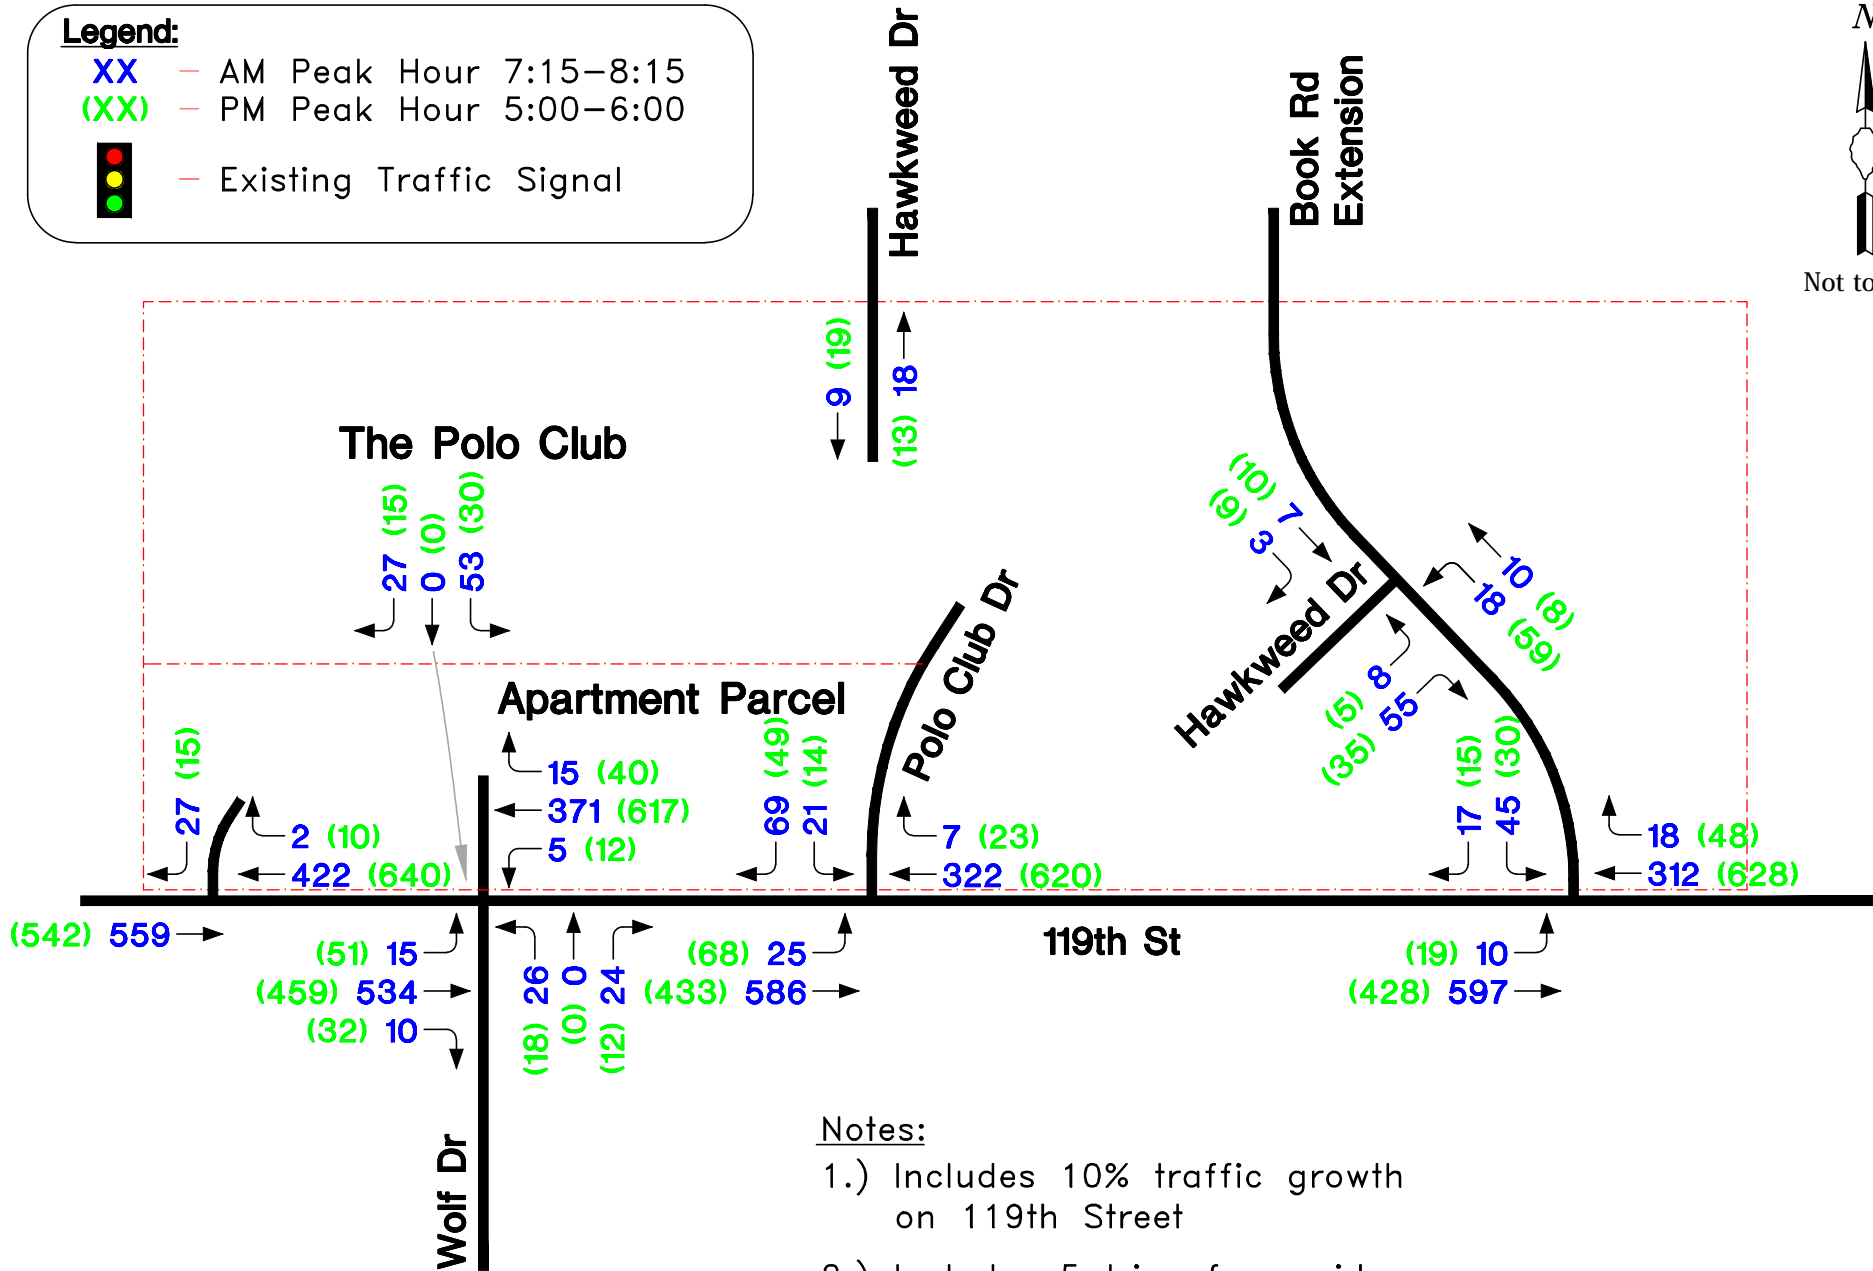 Legend:
XX – AM Peak Hour 7:15–8:15
(XX) – PM Peak Hour 5:00–6:00
– Existing Traffic Signal
Hawkweed Dr
Book Rd
Extension
N
Not to
9 (19)
(13) 18
The Polo Club
27 (15)
0 (0)
53 (30)
(10) 7
(9) 3
10 (8)
18 (59)
Hawkweed Dr
(5) 8
(35) 55
Apartment Parcel
Polo Club Dr
27 (15)
2 (10)
422 (640)
15 (40)
371 (617)
5 (12)
69 (49)
21 (14)
7 (23)
322 (620)
17 (15)
45 (30)
18 (48)
312 (628)
(542) 559
(51) 15
(459) 534
(32) 10
(18) 26
(0) 0
(12) 24
(68) 25
(433) 586
119th St
(19) 10
(428) 597
Wolf Dr
Notes:
1.) Includes 10% traffic growth
on 119th Street